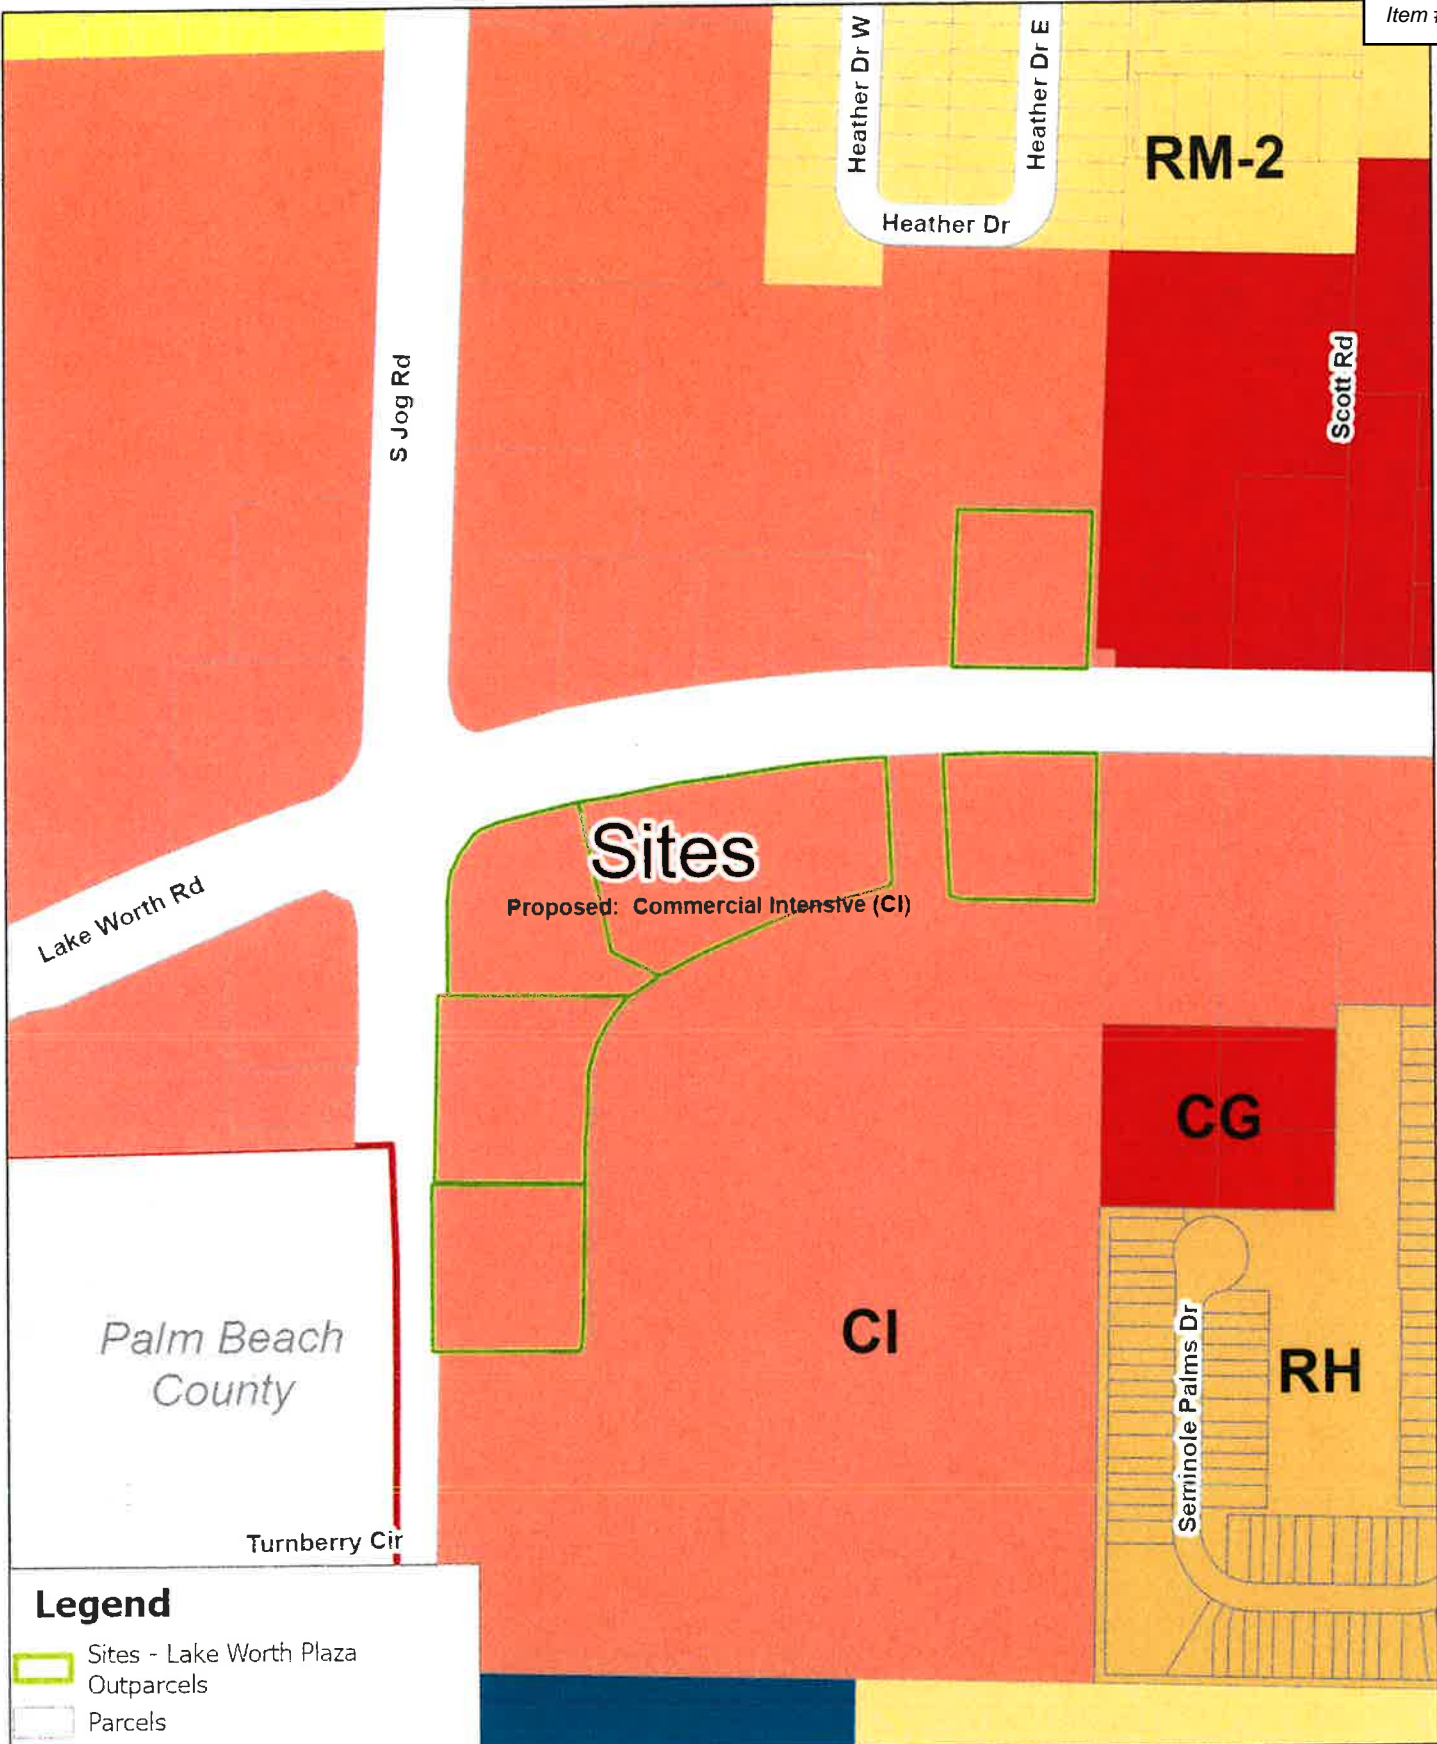 Item #
Heather Dr W
Heather Dr E
RM-2
Heather Dr
S Jog Rd
Scott Rd
Sites
Proposed: Commercial Intensive (CI)
Lake Worth Rd
CG
Palm Beach
County
CI
RH
Seminole Palms Dr
Turnberry Cir
Legend
Sites - Lake Worth Plaza
Outparcels
Parcels